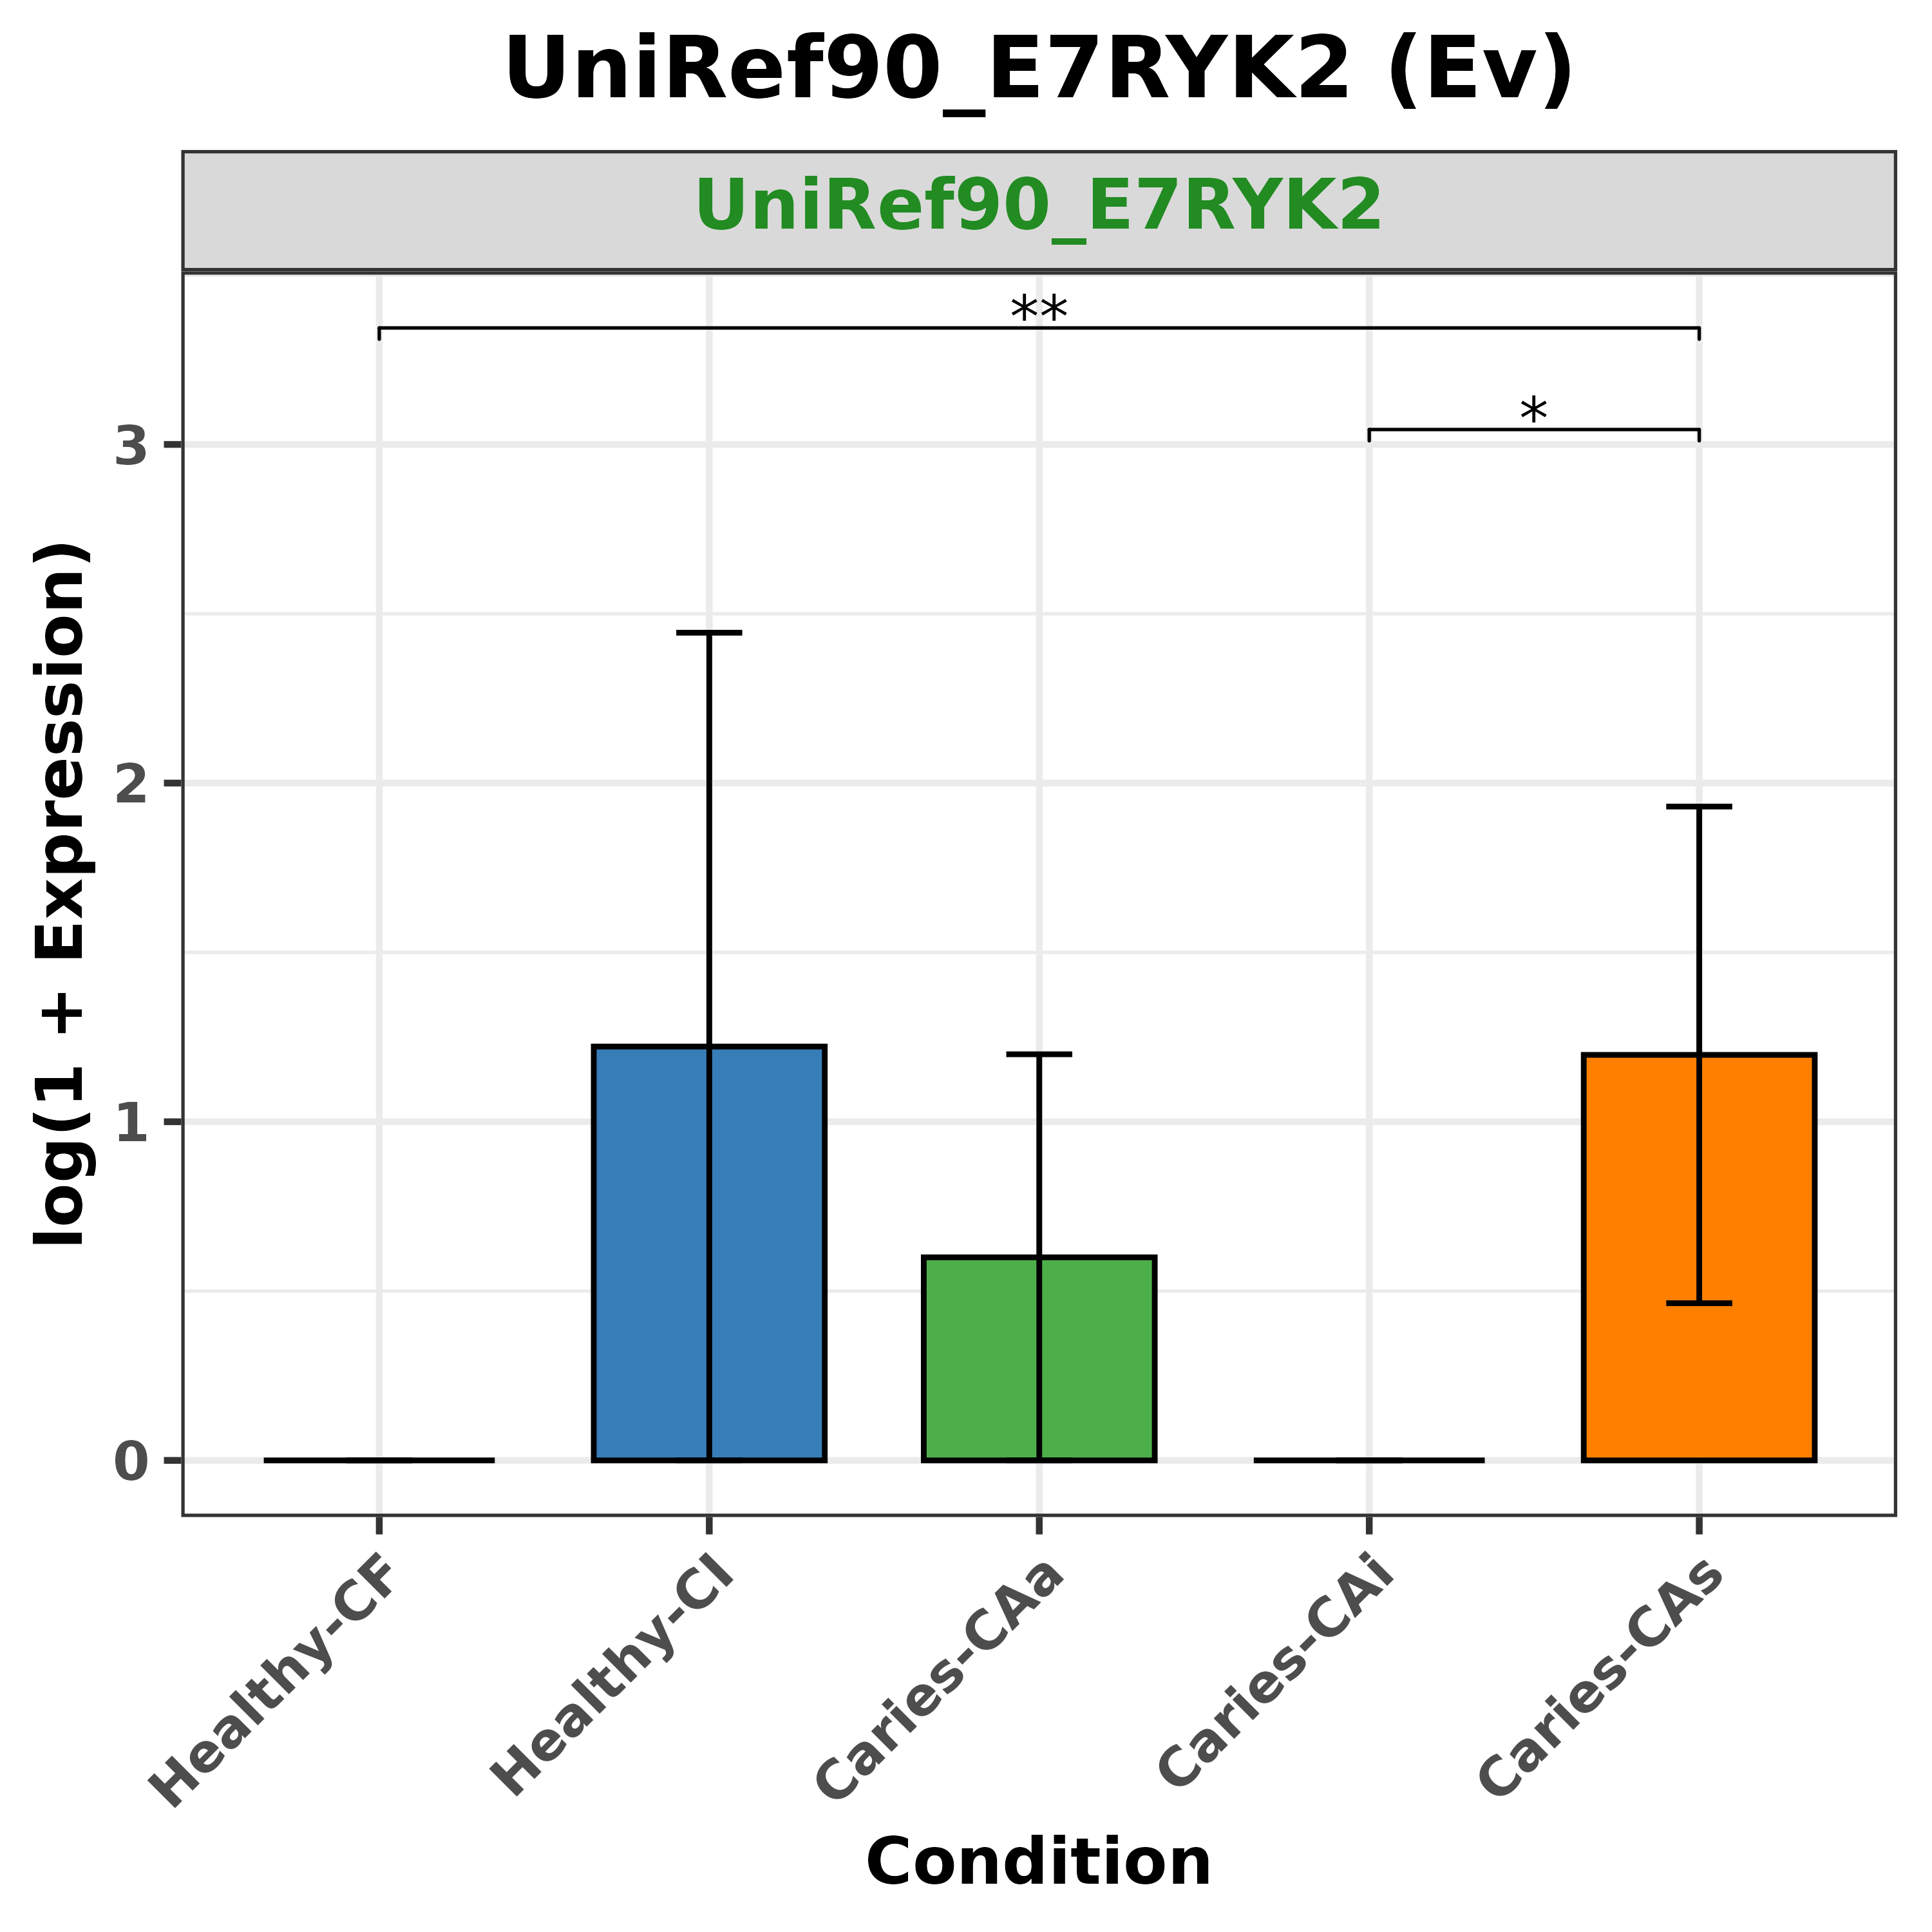 UniRef90_E7RYK2 (Ev)
UniRef90_E7RYK2
**
*
log(1 + Expression)
3
2
1
0
Healthy-CF
Healthy-CI
Caries-CAa
Caries-CAi
Caries-CAs
Condition